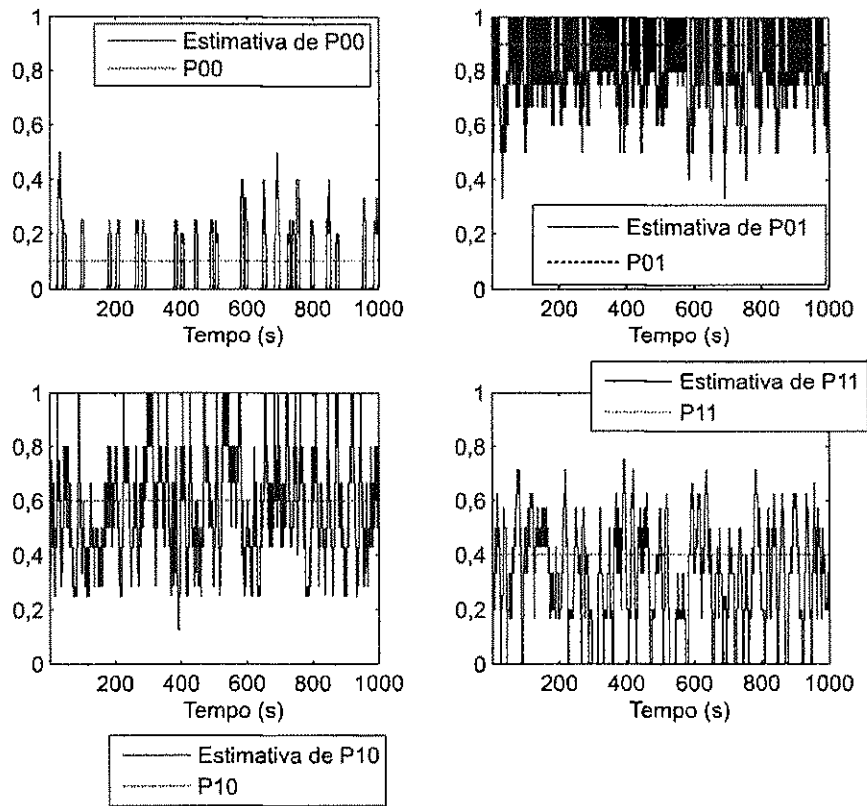 1
0,8
0,6
0,4
0,2
0
Estimativa de P00
P00
200 400 600 800 1000
Tempo (s)
1
0,8
0,6
0,4
0,2
0
Estimativa de P01
P01
200 400 600 800 1000
Tempo (s)
1
0,8
0,6
0,4
0,2
0
200 400 600 800 1000
Tempo (s)
Estimativa de P10
P10
Estimativa de P11
P11
1
0,8
0,6
0,4
0,2
0
200 400 600 800 1000
Tempo (s)